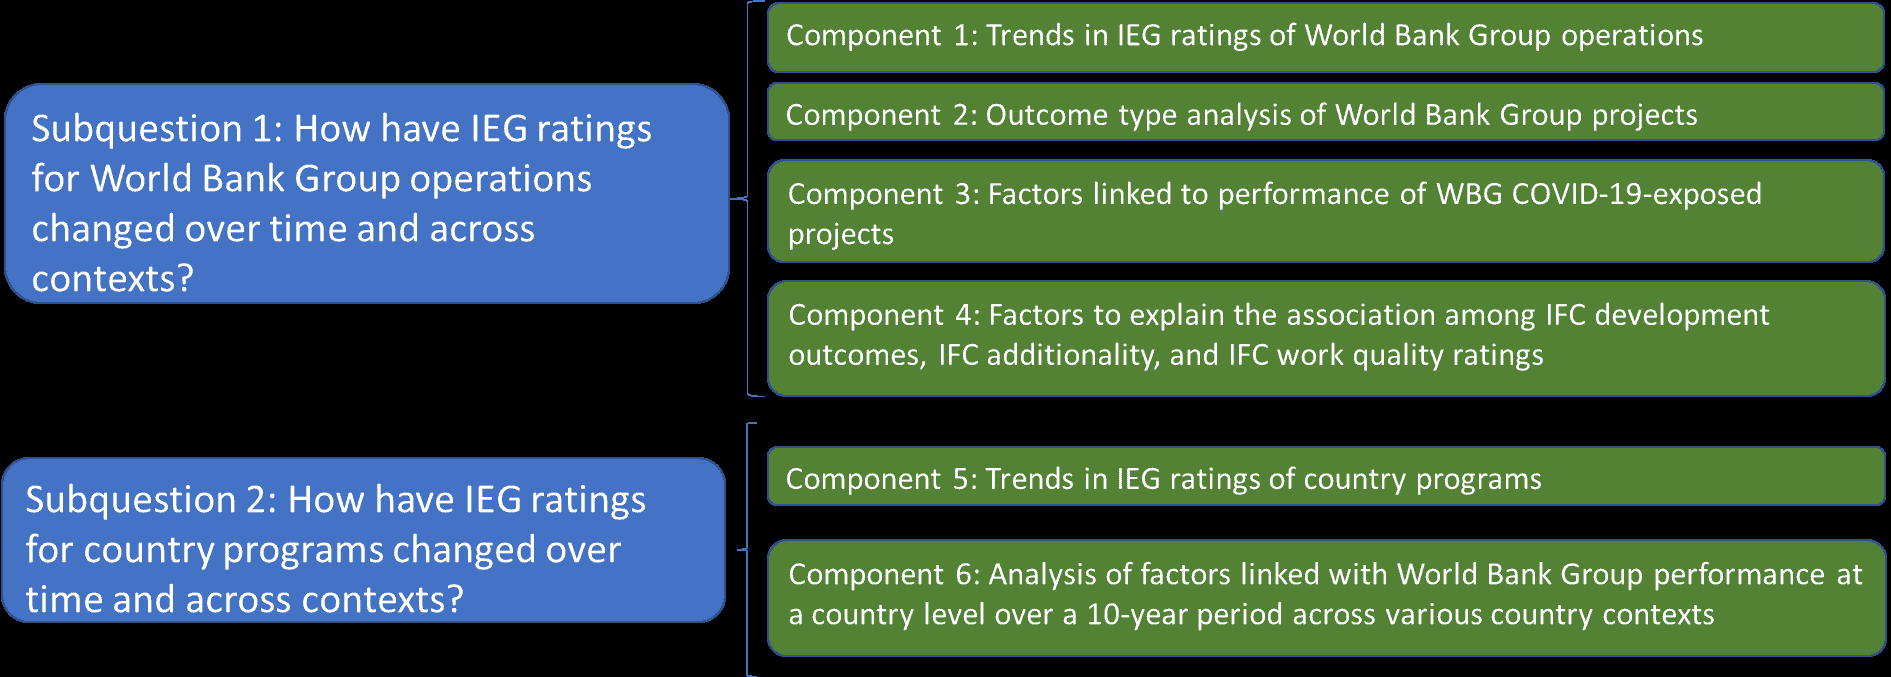 Subquestion 1: How have IEG ratings
for World Bank Group operations
changed over time and across
contexts?
Component 1: Trends in IEG ratings of World Bank Group operations
Component 2: Outcome type analysis of World Bank Group projects
Component 3: Factors linked to performance of WBG COVID-19-exposed
projects
Component 4: Factors to explain the association among IFC development
outcomes, IFC additionality, and IFC work quality ratings
Subquestion 2: How have IEG ratings
for country programs changed over
time and across contexts?
Component 5: Trends in IEG ratings of country programs
Component 6: Analysis of factors linked with World Bank Group performance at
a country level over a 10-year period across various country contexts